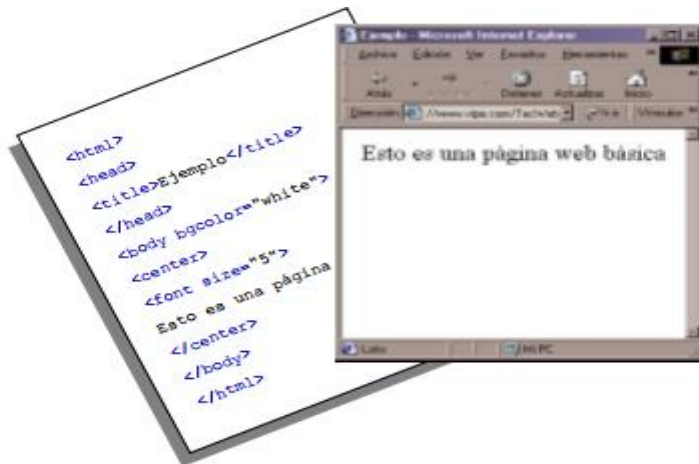 <html>
<head>
<title>Ejemplo</title>
</head>
<body bgcolor="white">
<center>
<font size="5">
Esto es una página
</center>
</body>
</html>
Ejemplo - Microsoft Internet Explorer
Archivo Edición Ver Favoritos Herramientas
Atrás Detener Actualizar Inicio
Dirección Vínculos
Esto es una página web básica
Listo Mi PC